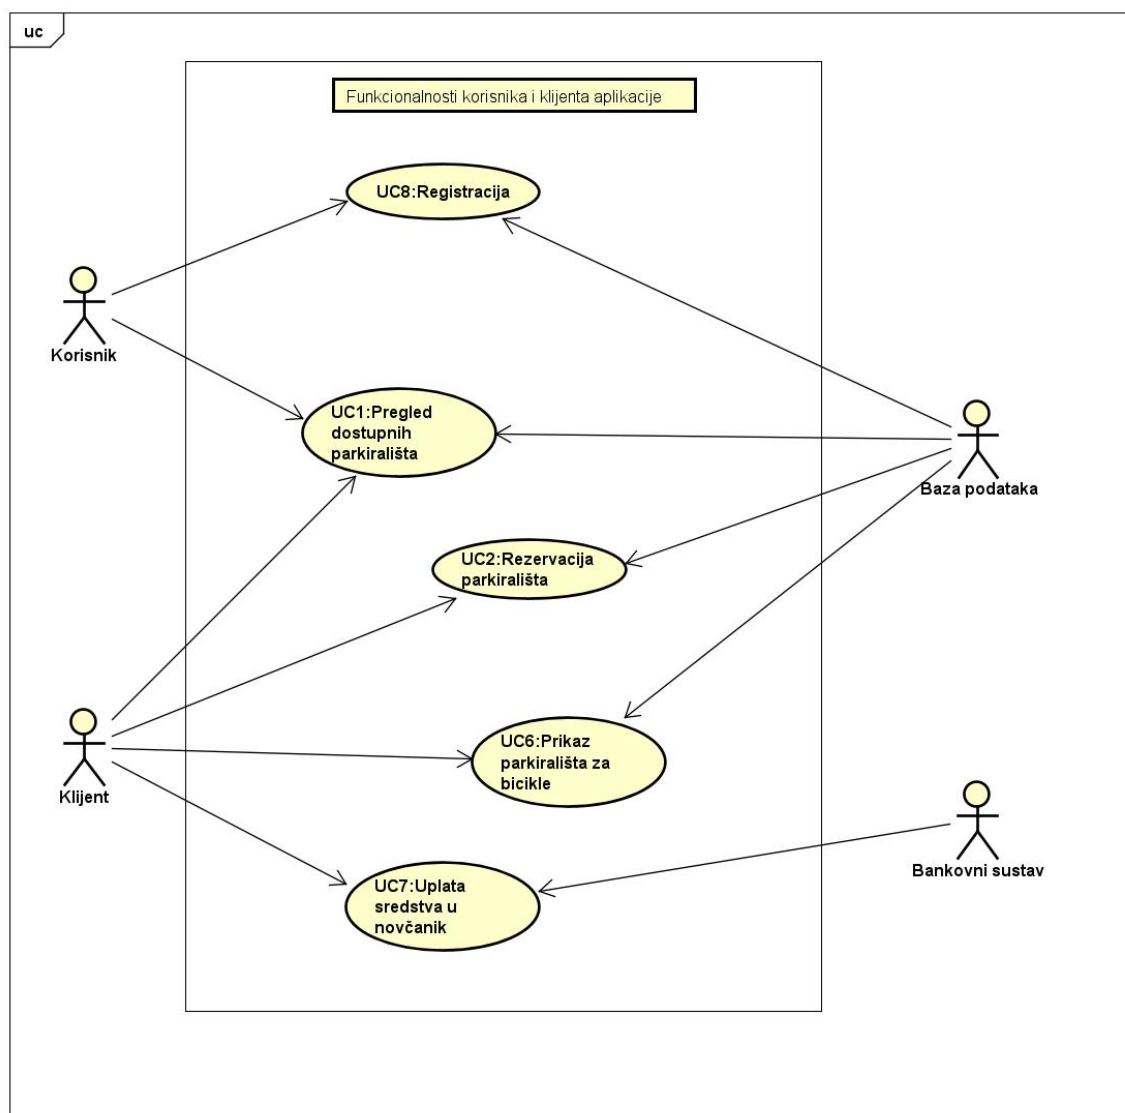 uc
Funkcionalnosti korisnika i klijenta aplikacije
UC8:Registracija
Korisnik
UC1:Pregled
dostupnih
parkirališta
Baza podataka
UC2:Rezervacija
parkirališta
Klijent
UC6:Prikaz
parkirališta za
bicikle
Bankovni sustav
UC7:Uplata
sredstva u
novčanik